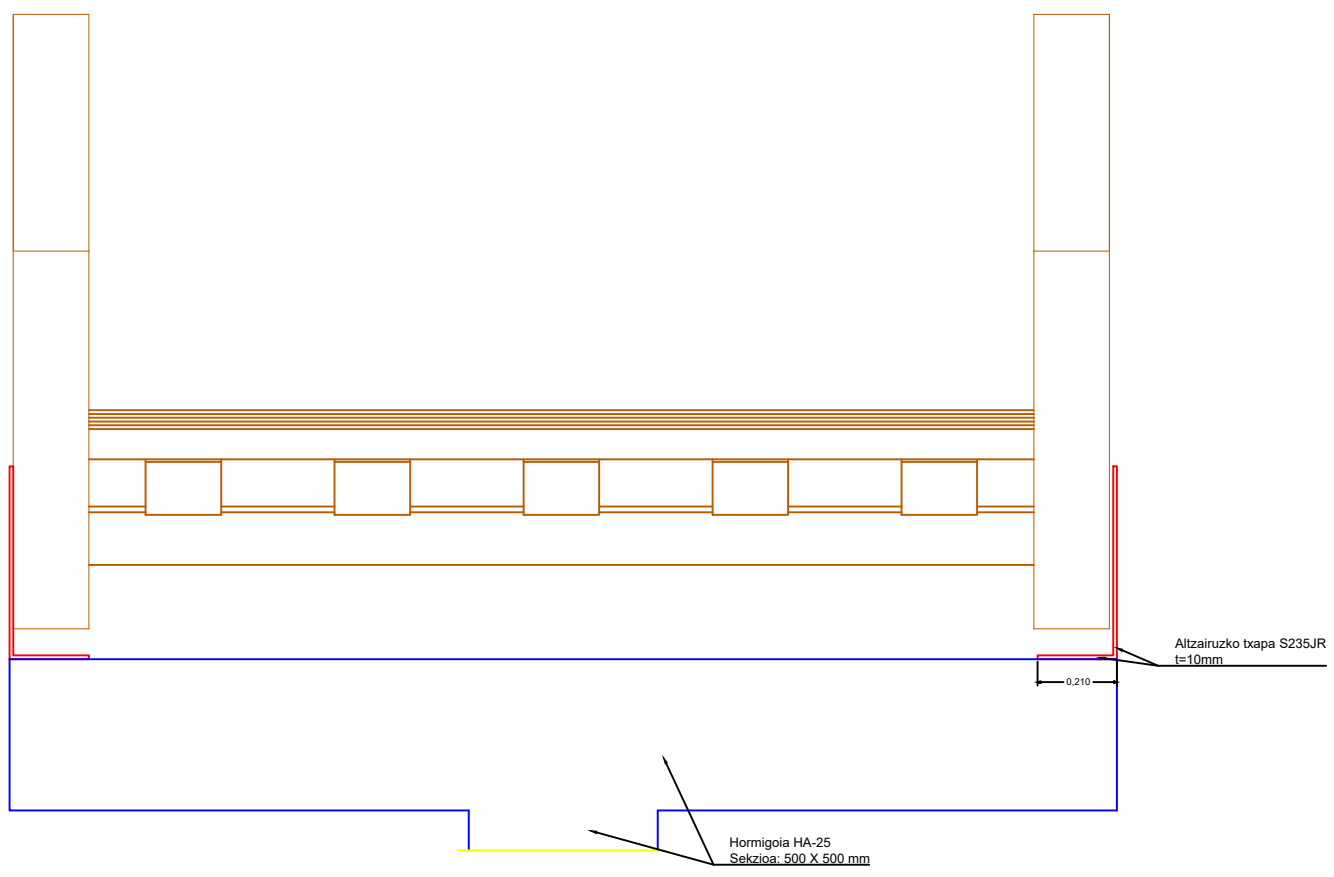 Altzairuzko txapa S235JR
t=10mm
0,210
Hormigoia HA-25
Sekzioa: 500 X 500 mm